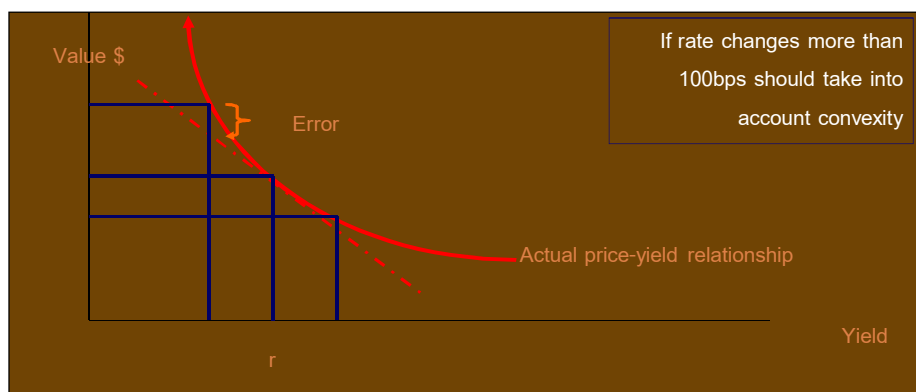 If rate changes more than
100bps should take into
account convexity
Value $
Error
Actual price-yield relationship
Yield
r